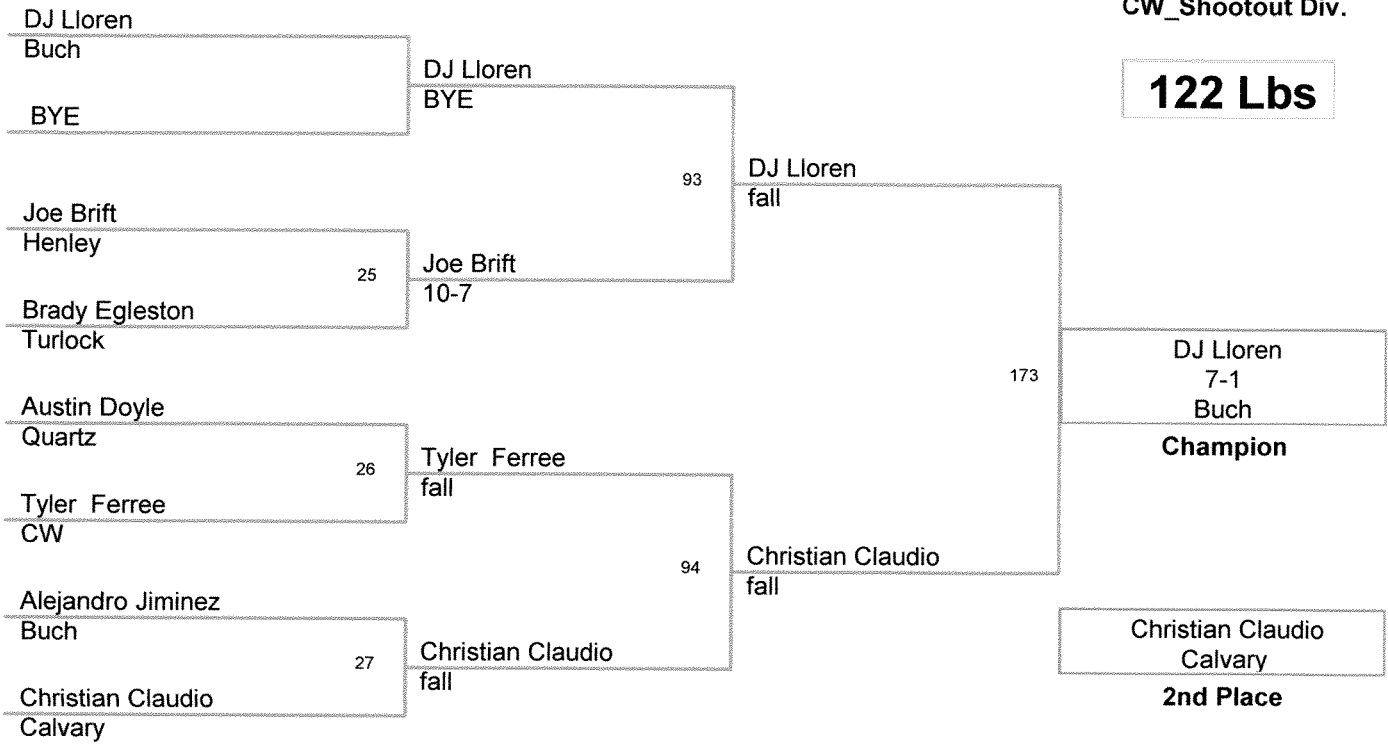 CW_Shootout Div.
122 Lbs
DJ Lloren
Buch
BYE
Joe Brift
Henley
25
Brady Egleston
Turlock
Austin Doyle
Quartz
26
Tyler  Ferree
CW
Alejandro Jiminez
Buch
27
Christian Claudio
Calvary
DJ Lloren
BYE
93
Joe Brift
10-7
Tyler  Ferree
fall
94
Christian Claudio
fall
DJ Lloren
fall
173
Christian Claudio
fall
DJ Lloren
7-1
Buch
Champion
Christian Claudio
Calvary
2nd Place